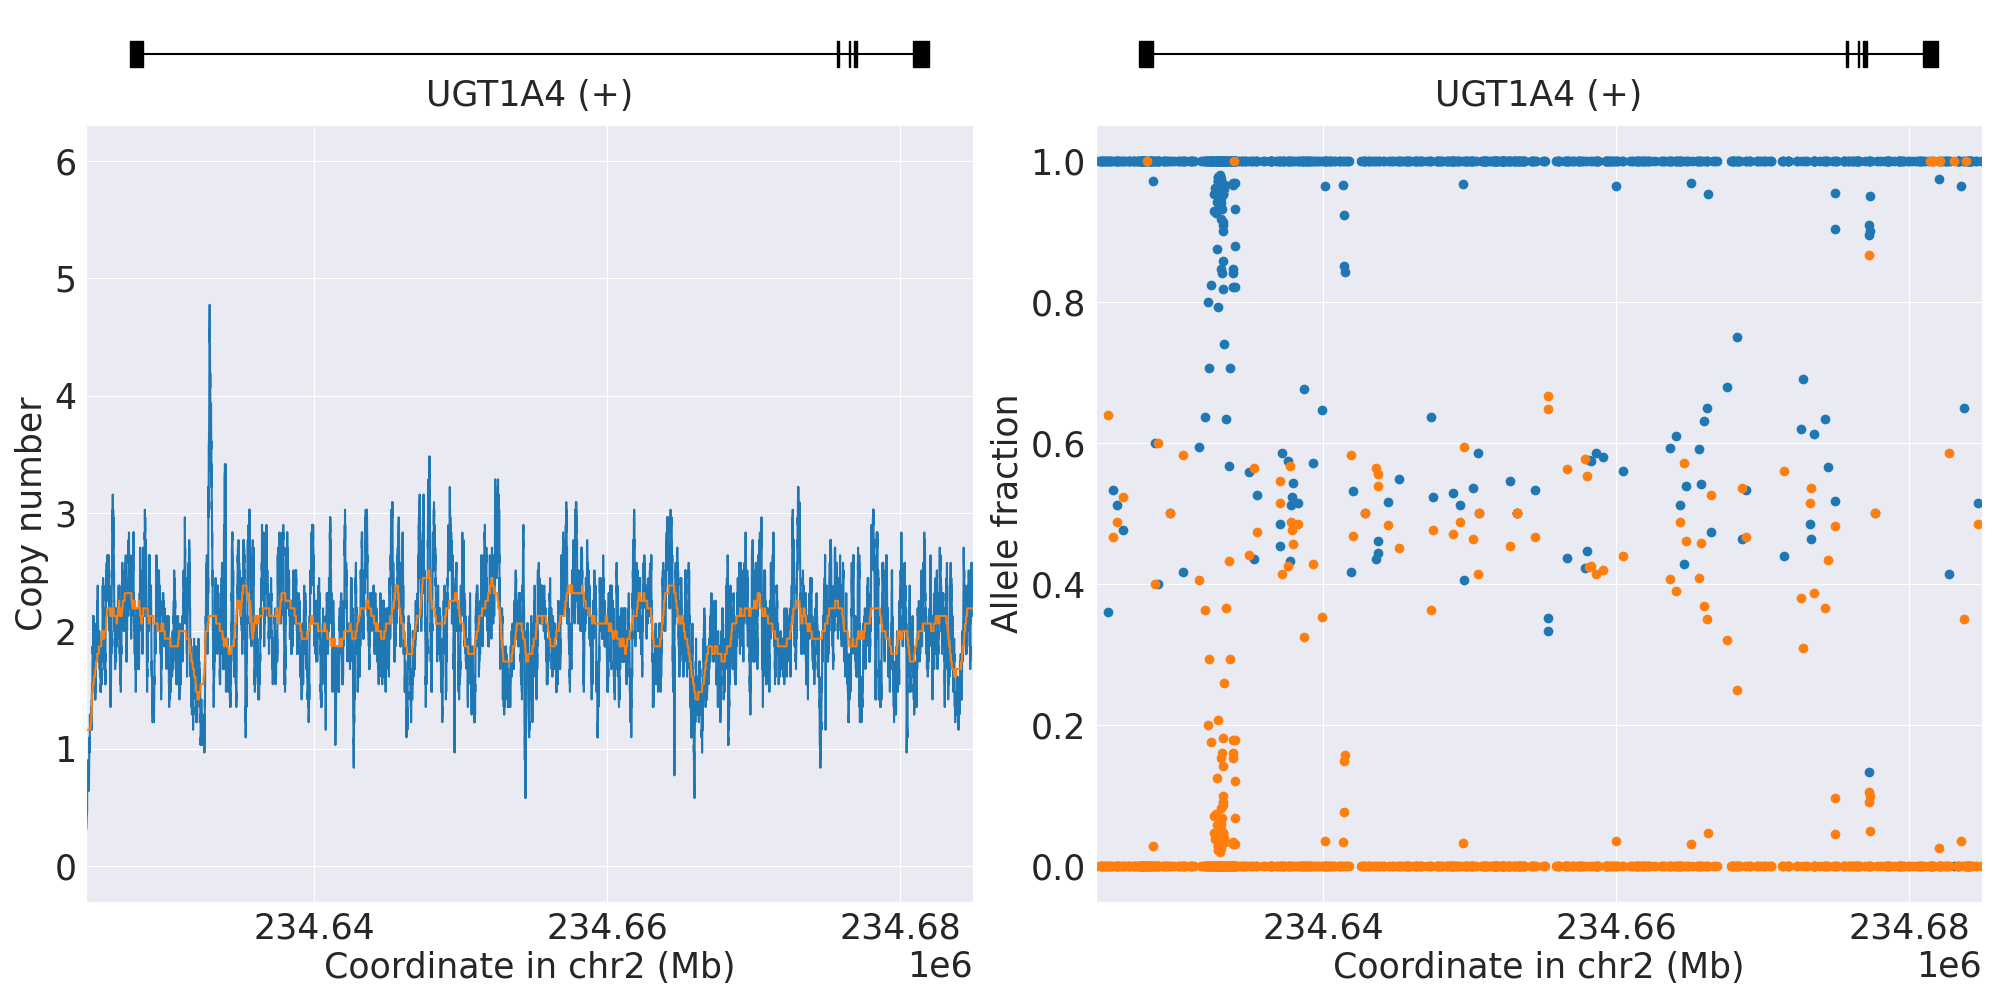 UGT1A4 (+)
6
5
4
3
2
1
0
Copy number
234.64 234.66 234.68
1e6
Coordinate in chr2 (Mb)
UGT1A4 (+)
1.0
0.8
0.6
0.4
0.2
0.0
Allele fraction
234.64 234.66 234.68
1e6
Coordinate in chr2 (Mb)